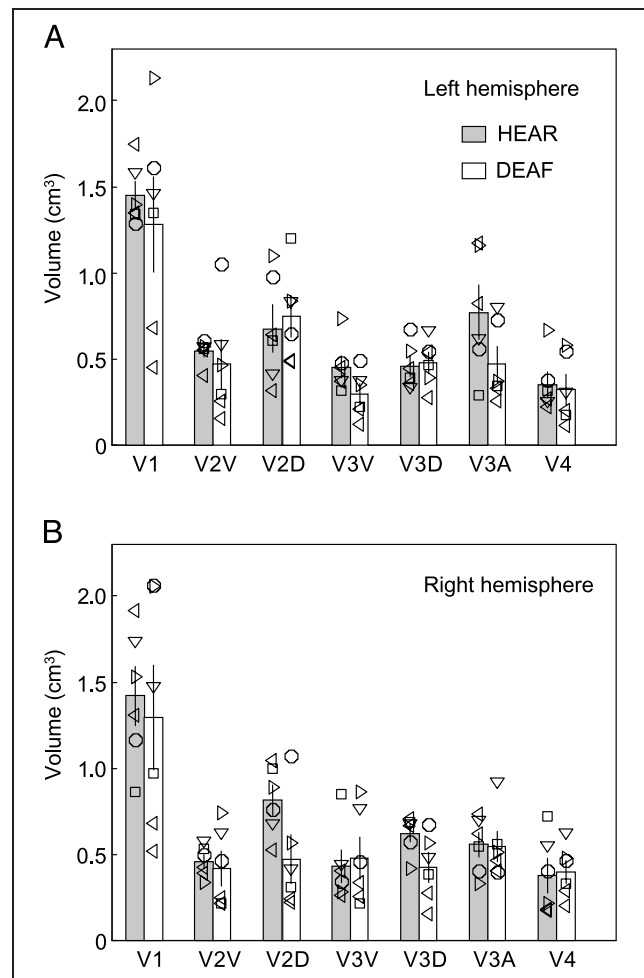 A
Left hemisphere
HEAR
DEAF
Volume (cm³)
2.0
1.5
1.0
0.5
0
V1 V2V V2D V3V V3D V3A V4
B
Right hemisphere
Volume (cm³)
2.0
1.5
1.0
0.5
0
V1 V2V V2D V3V V3D V3A V4